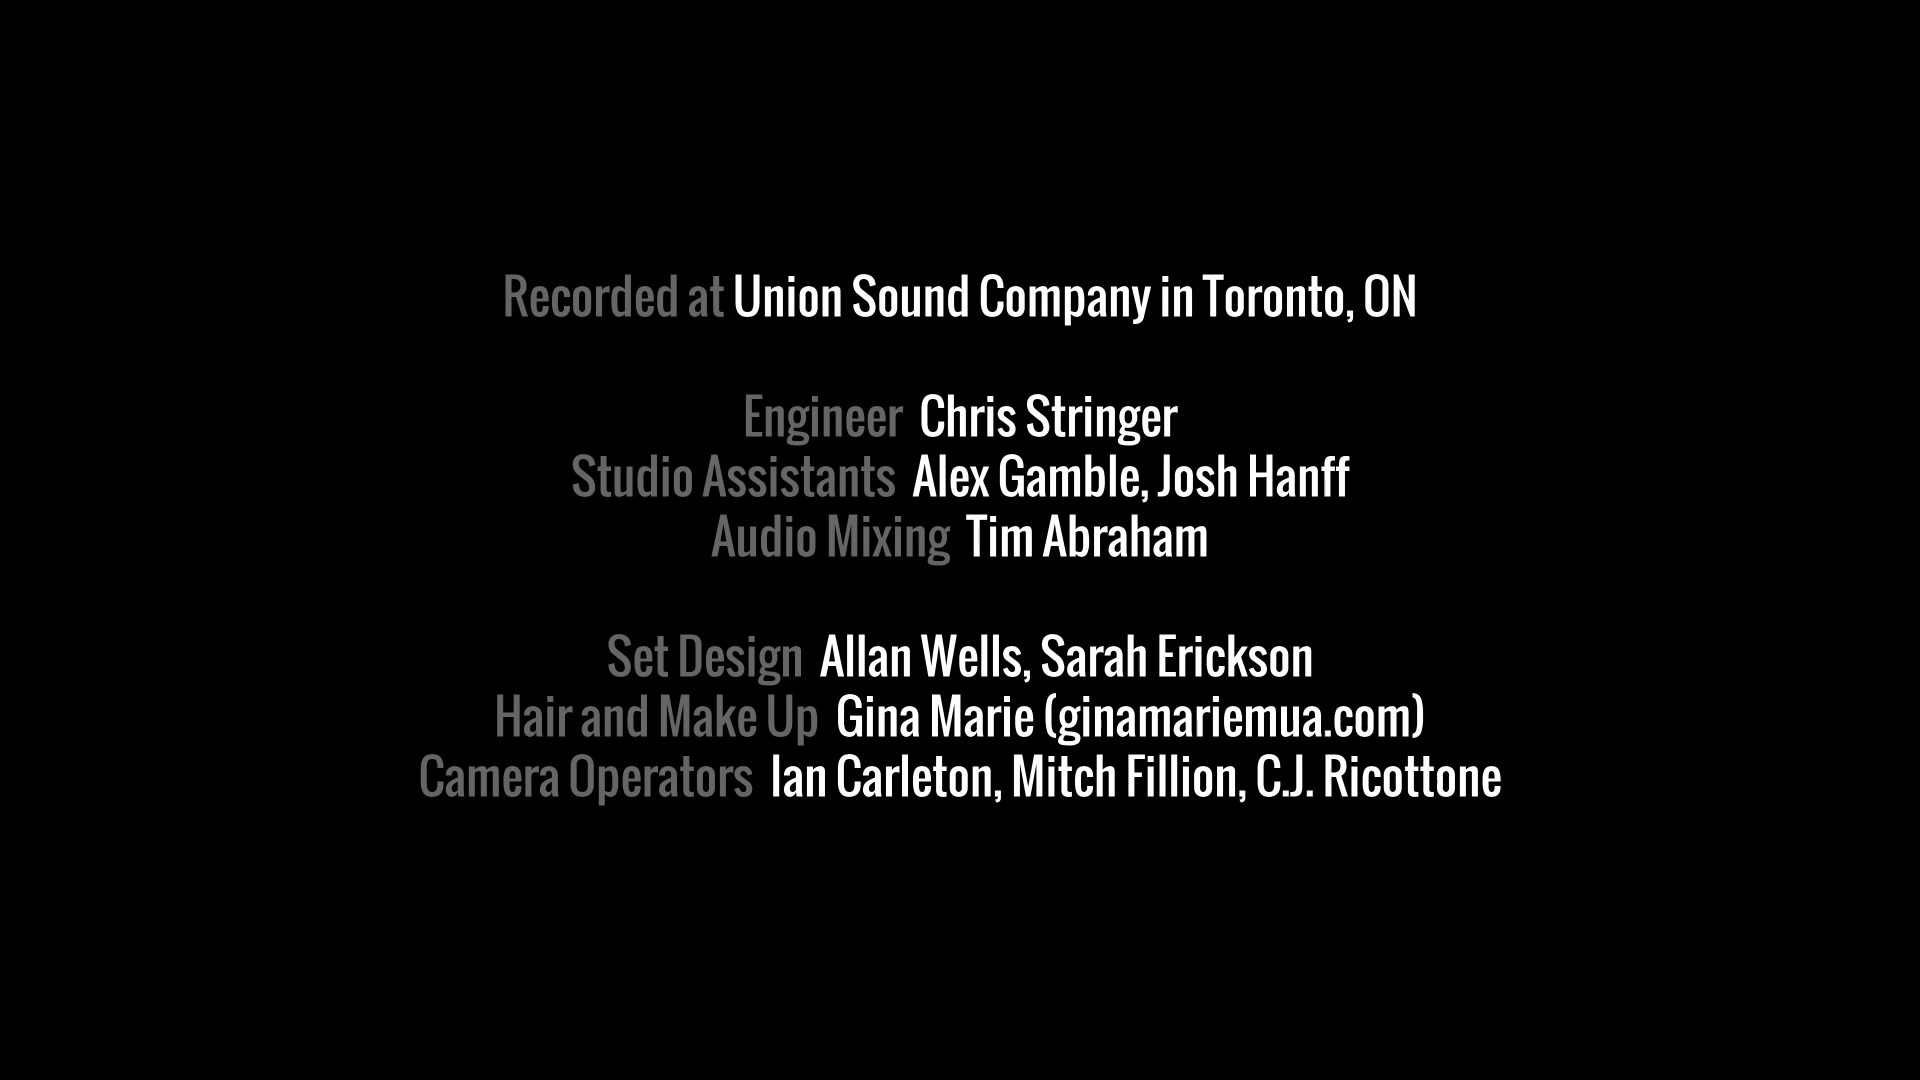 Recorded at Union Sound Company in Toronto, ON
Engineer Chris Stringer
Studio Assistants Alex Gamble, Josh Hanff
Audio Mixing Tim Abraham
Set Design Allan Wells, Sarah Erickson
Hair and Make Up Gina Marie (ginamariemua.com)
Camera Operators Ian Carleton, Mitch Fillion, C.J. Ricottone